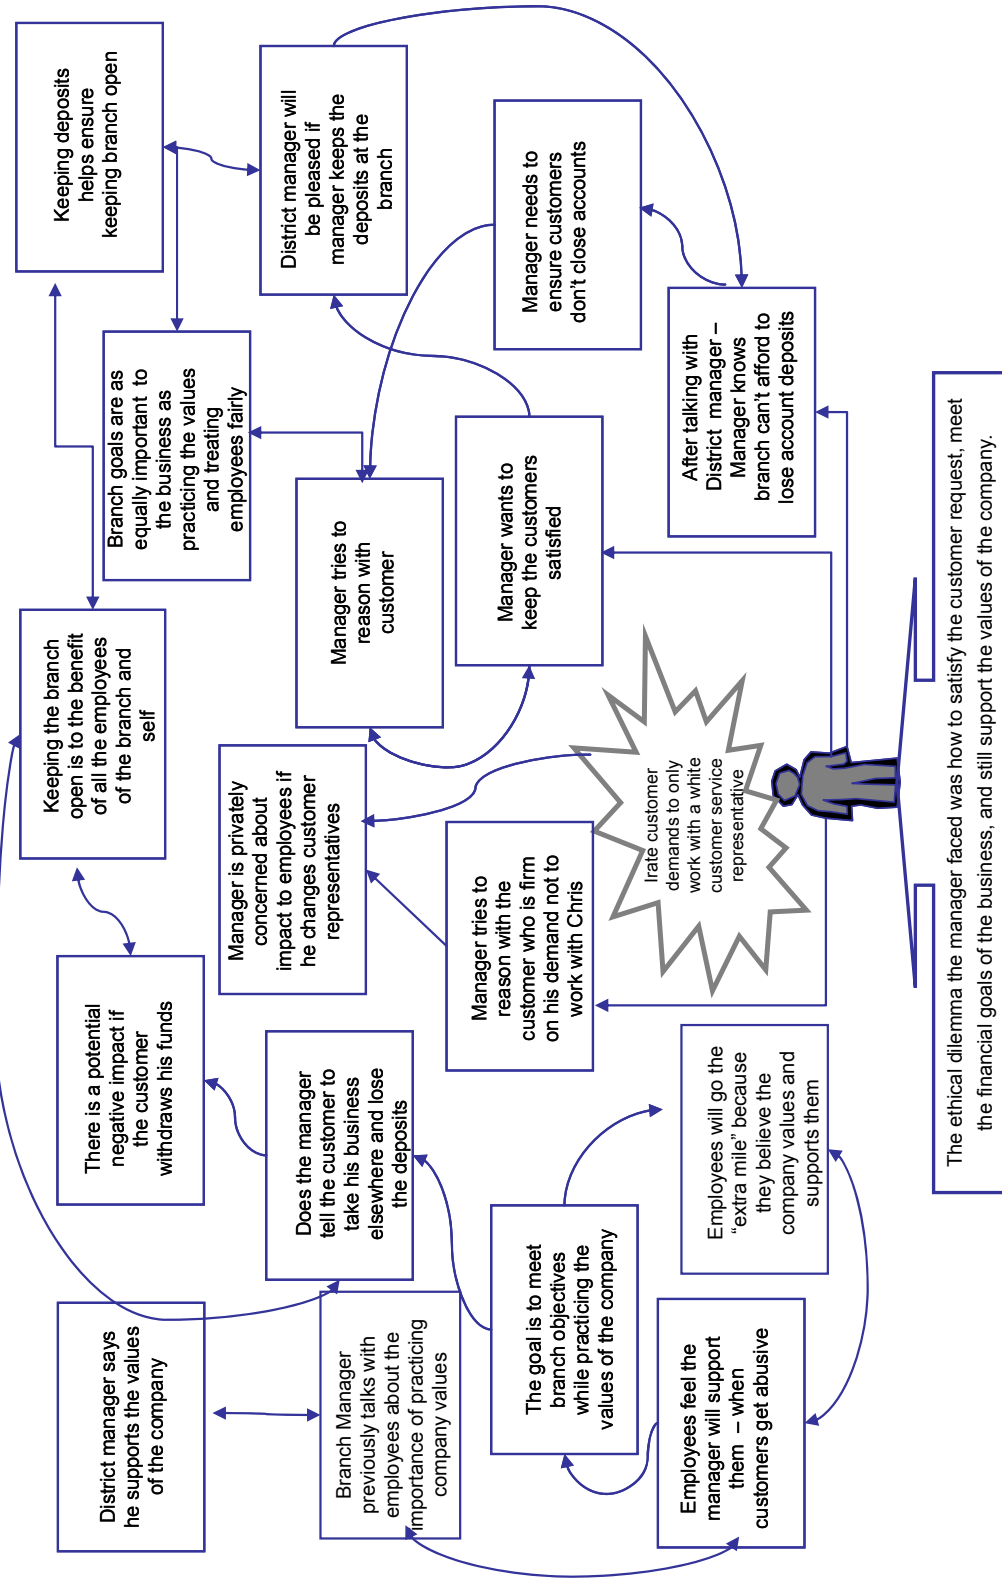 District manager says
he supports the values
of the company
There is a potential
negative impact if
the customer
withdraws his funds
Keeping the branch
open is to the benefit
of all the employees
of the branch and
self
Branch goals are as
equally important to
the business as
practicing the values
and treating
employees fairly
Keeping deposits
helps ensure
keeping branch open
Branch Manager
previously talks with
employees about the
importance of practicing
company values
Does the manager
tell the customer to
take his business
elsewhere and lose
the deposits
Manager is privately
concerned about
impact to employees if
he changes customer
representatives
Manager tries to
reason with
customer
District manager will
be pleased if
manager keeps the
deposits at the
branch
The goal is to meet
branch objectives
while practicing the
values of the company
Manager tries to
reason with the
customer who is firm
on his demand not to
work with Chris
Manager wants to
keep the customers
satisfied
Manager needs to
ensure customers
don't close accounts
Employees feel the
manager will support
them – when
customers get abusive
Employees will go the
“extra mile” because
they believe the
company values and
supports them
Irate customer
demands to only
work with a white
customer service
representative
After talking with
District manager –
Manager knows
branch can't afford to
lose account deposits
The ethical dilemma the manager faced was how to satisfy the customer request, meet
the financial goals of the business, and still support the values of the company.